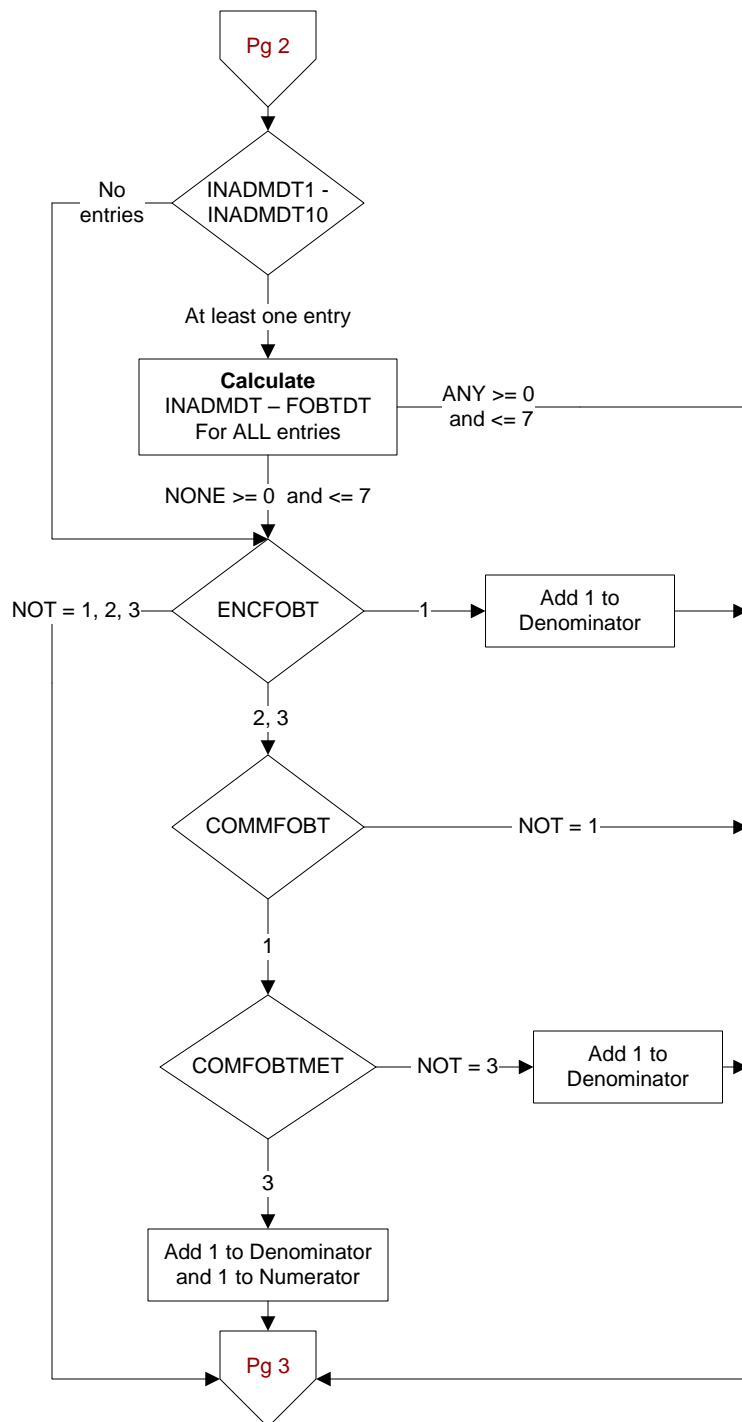 Pg 2
No
entries
INADMDT1 -
INADMDT10
At least one entry
Calculate
INADMDT – FOBTDT
For ALL entries
ANY >= 0
and <= 7
NONE >= 0 and <= 7
NOT = 1, 2, 3
ENCFOBT
1
Add 1 to
Denominator
2, 3
COMMFOBT
NOT = 1
1
COMFOBTMET
NOT = 3
Add 1 to
Denominator
3
Add 1 to Denominator
and 1 to Numerator
Pg 3